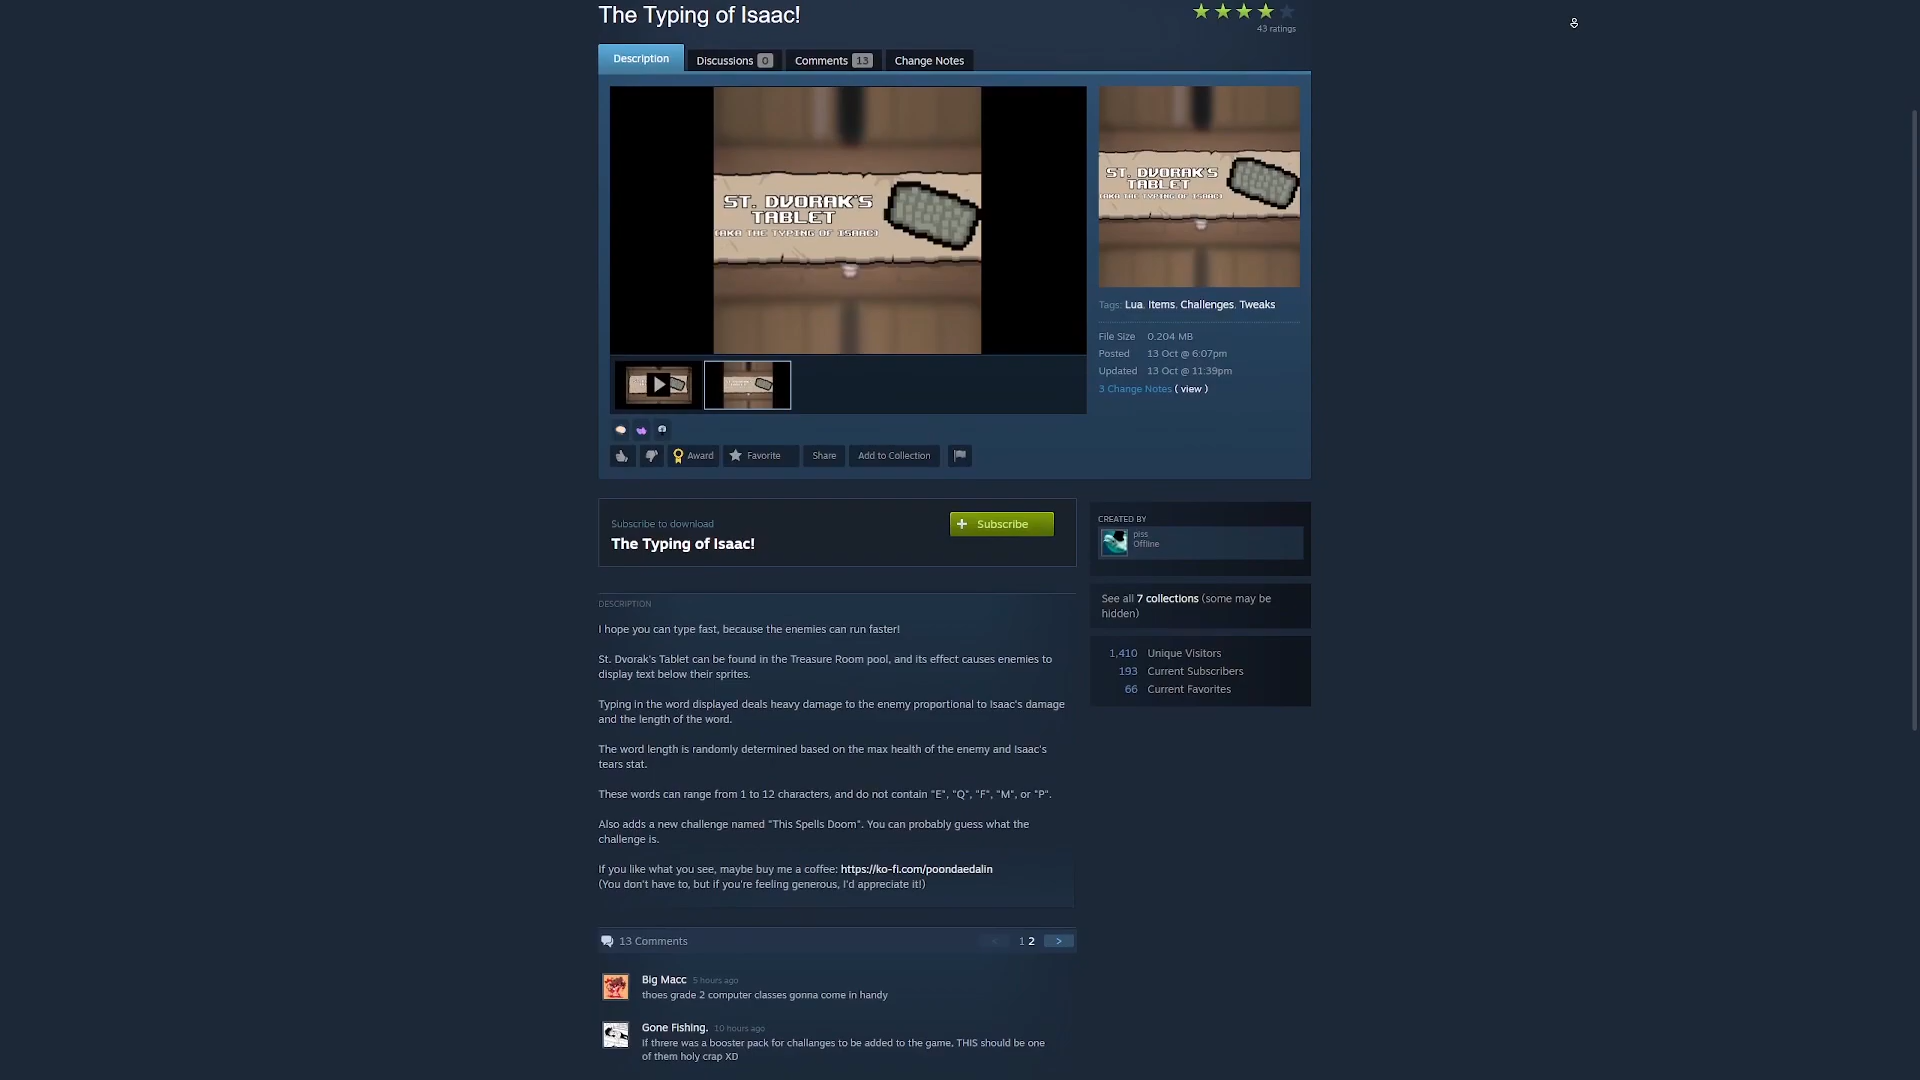 The Typing of Isaac!
43 ratings
Description
Discussions 0
Comments 13
Change Notes
ST. DVORAK'S
TABLET
(AKA THE TYPING OF ISAAC)
ST. DVORAK'S
TABLET
(AKA THE TYPING OF ISAAC)
Tags: Lua, Items, Challenges, Tweaks
File Size 0.204 MB
Posted 13 Oct @ 6:07pm
Updated 13 Oct @ 11:39pm
3 Change Notes ( view )
Award
Favorite
Share
Add to Collection
Subscribe to download
The Typing of Isaac!
+ Subscribe
CREATED BY
piss
Offline
See all 7 collections (some may be
hidden)
1,410 Unique Visitors
193 Current Subscribers
66 Current Favorites
DESCRIPTION
I hope you can type fast, because the enemies can run faster!
St. Dvorak's Tablet can be found in the Treasure Room pool, and its effect causes enemies to
display text below their sprites.
Typing in the word displayed deals heavy damage to the enemy proportional to Isaac's damage
and the length of the word.
The word length is randomly determined based on the max health of the enemy and Isaac's
tears stat.
These words can range from 1 to 12 characters, and do not contain "E", "Q", "F", "M", or "P".
Also adds a new challenge named "This Spells Doom". You can probably guess what the
challenge is.
If you like what you see, maybe buy me a coffee: https://ko-fi.com/poondaedalin
(You don't have to, but if you're feeling generous, I'd appreciate it!)
13 Comments
< 1 2 >
Big Macc 5 hours ago
thoes grade 2 computer classes gonna come in handy
Gone Fishing. 10 hours ago
If threre was a booster pack for challanges to be added to the game, THIS should be one
of them holy crap XD